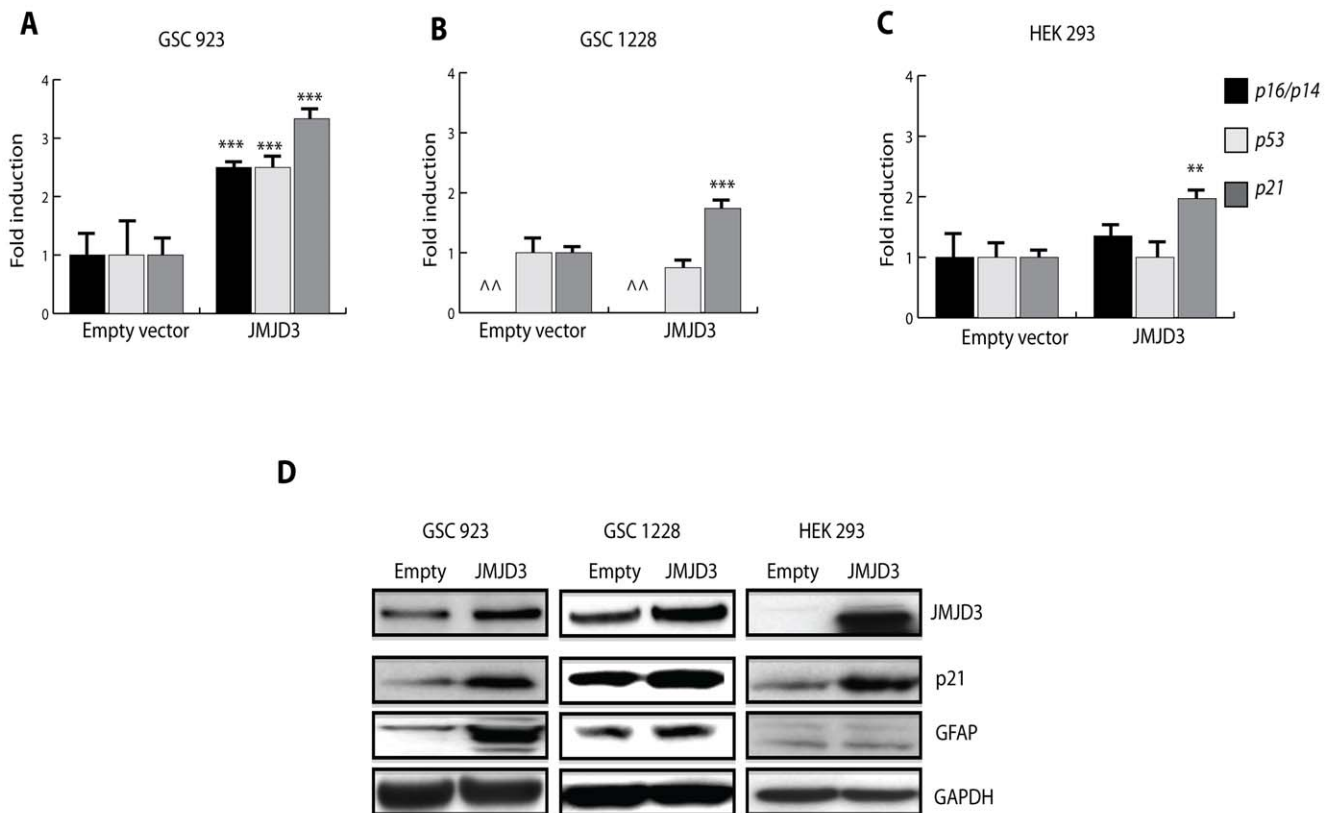 A
GSC 923
Fold induction
4
3
2
1
0
***
***
***
Empty vector
JMJD3
B
GSC 1228
Fold induction
4
3
2
1
0
^^
^^
***
Empty vector
JMJD3
C
HEK 293
Fold induction
4
3
2
1
0
**
Empty vector
JMJD3
p16/p14
p53
p21
D
GSC 923
GSC 1228
HEK 293
Empty JMJD3
Empty JMJD3
Empty JMJD3
JMJD3
p21
GFAP
GAPDH